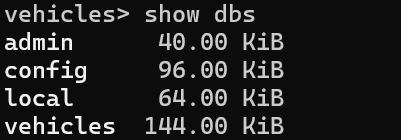 vehicles> show dbs
admin      40.00 KiB
config     96.00 KiB
local      64.00 KiB
vehicles  144.00 KiB